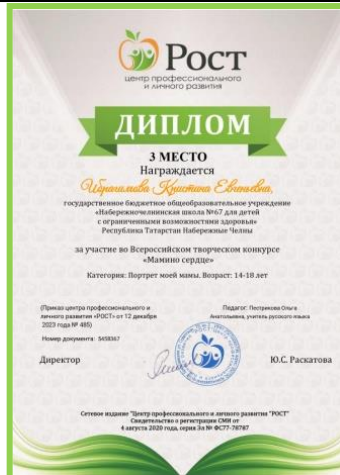 Рост
центр профессионального
и личного развития
ДИПЛОМ
3 МЕСТО
Награждается
Ибрагимова Кристина Евгеньевна,
государственное бюджетное общеобразовательное учреждение
«Набережночелнинская школа №67 для детей
с ограниченными возможностями здоровья»
Республика Татарстан Набережные Челны
за участие во Всероссийском творческом конкурсе
«Мамино сердце»
Категория: Портрет моей мамы. Возраст: 14-18 лет
(Приказ центра профессионального и
личного развития «РОСТ» от 12 декабря
2023 года № 485)
Номер документа: 5458367
Педагог: Пестрикова Ольга
Анатольевна, учитель русского языка
Директор
Ю.С. Раскатова
Сетевое издание "Центр профессионального и личного развития "РОСТ"
Свидетельство о регистрации СМИ от
4 августа 2020 года, серия Эл № ФС77-78787